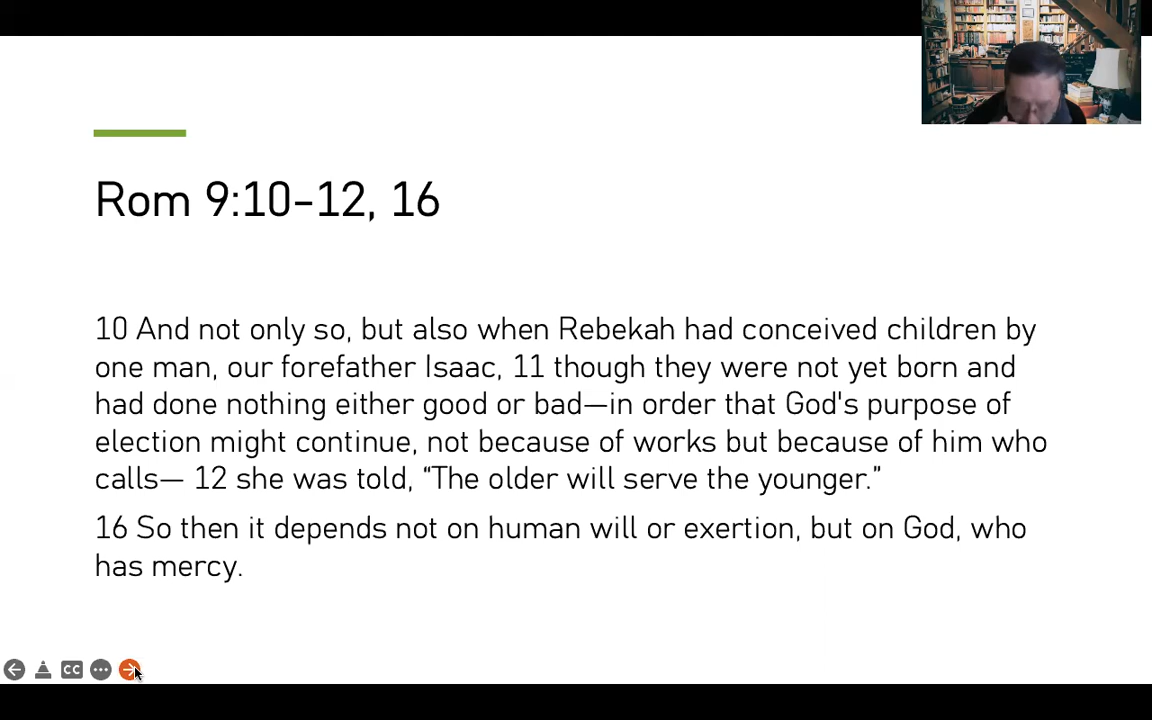 Rom 9:10–12, 16
10 And not only so, but also when Rebekah had conceived children by
one man, our forefather Isaac, 11 though they were not yet born and
had done nothing either good or bad—in order that God's purpose of
election might continue, not because of works but because of him who
calls— 12 she was told, “The older will serve the younger.”
16 So then it depends not on human will or exertion, but on God, who
has mercy.
CC